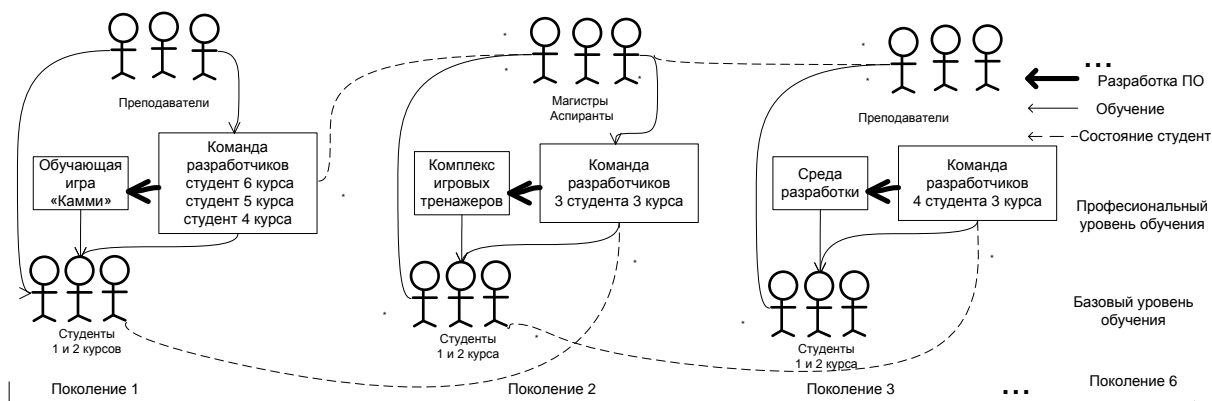 Преподаватели
Команда
разработчиков
студент 6 курса
студент 5 курса
студент 4 курса
Обучающая
игра
«Камми»
Студенты
1 и 2 курсов
Поколение 1
Магистры
Аспиранты
Комплекс
игровых
тренажеров
Команда
разработчиков
3 студента 3 курса
Студенты
1 и 2 курса
Поколение 2
Преподаватели
Среда
разработки
Команда
разработчиков
4 студента 3 курса
Студенты
1 и 2 курса
Поколение 3
...
Разработка ПО
Обучение
Состояние студент
Професиональный
уровень обучения
Базовый уровень
обучения
...
Поколение 6